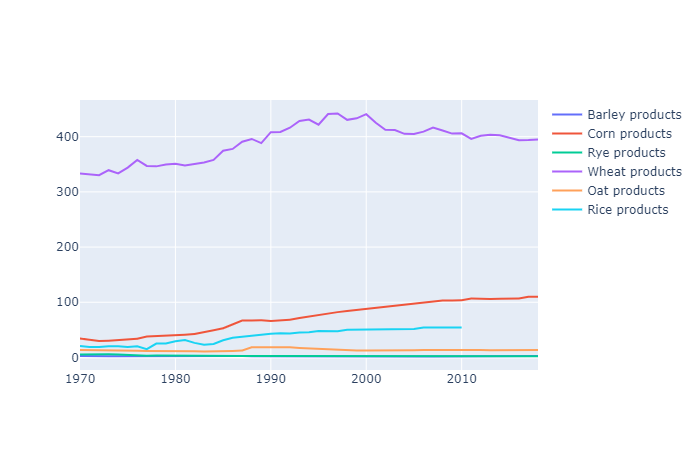 400
300
200
100
0
1970 1980 1990 2000 2010
Barley products
Corn products
Rye products
Wheat products
Oat products
Rice products